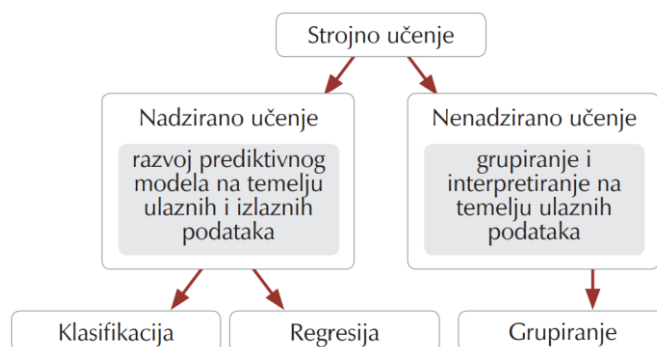 Strojno učenje
Nadzirano učenje
razvoj prediktivnog
modela na temelju
ulaznih i izlaznih
podataka
Nenadzirano učenje
grupiranje i
interpretiranje na
temelju ulaznih
podataka
Klasifikacija
Regresija
Grupiranje